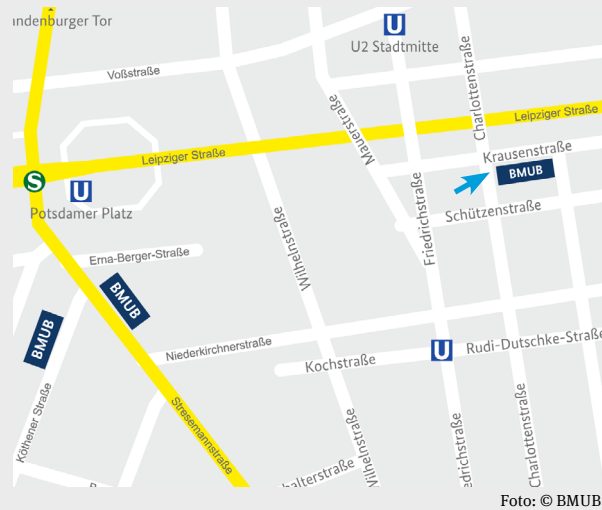 ndenburger Tor
U
U2 Stadtmitte
Voßstraße
Charlottenstraße
Leipziger Straße
Mauerstraße
Krausenstraße
Leipziger Straße
BMUB
S
U
Potsdamer Platz
Friedrichstraße
Schützenstraße
Wilhelmstraße
Erna-Berger-Straße
BMUB
BMUB
Niederkirchnerstraße
U
Rudi-Dutschke-Straße
Kochstraße
Köthener Straße
Stresemannstraße
Charlottenstraße
Wilhelmstraße
edrichstraße
halterstraße
Foto: © BMUB